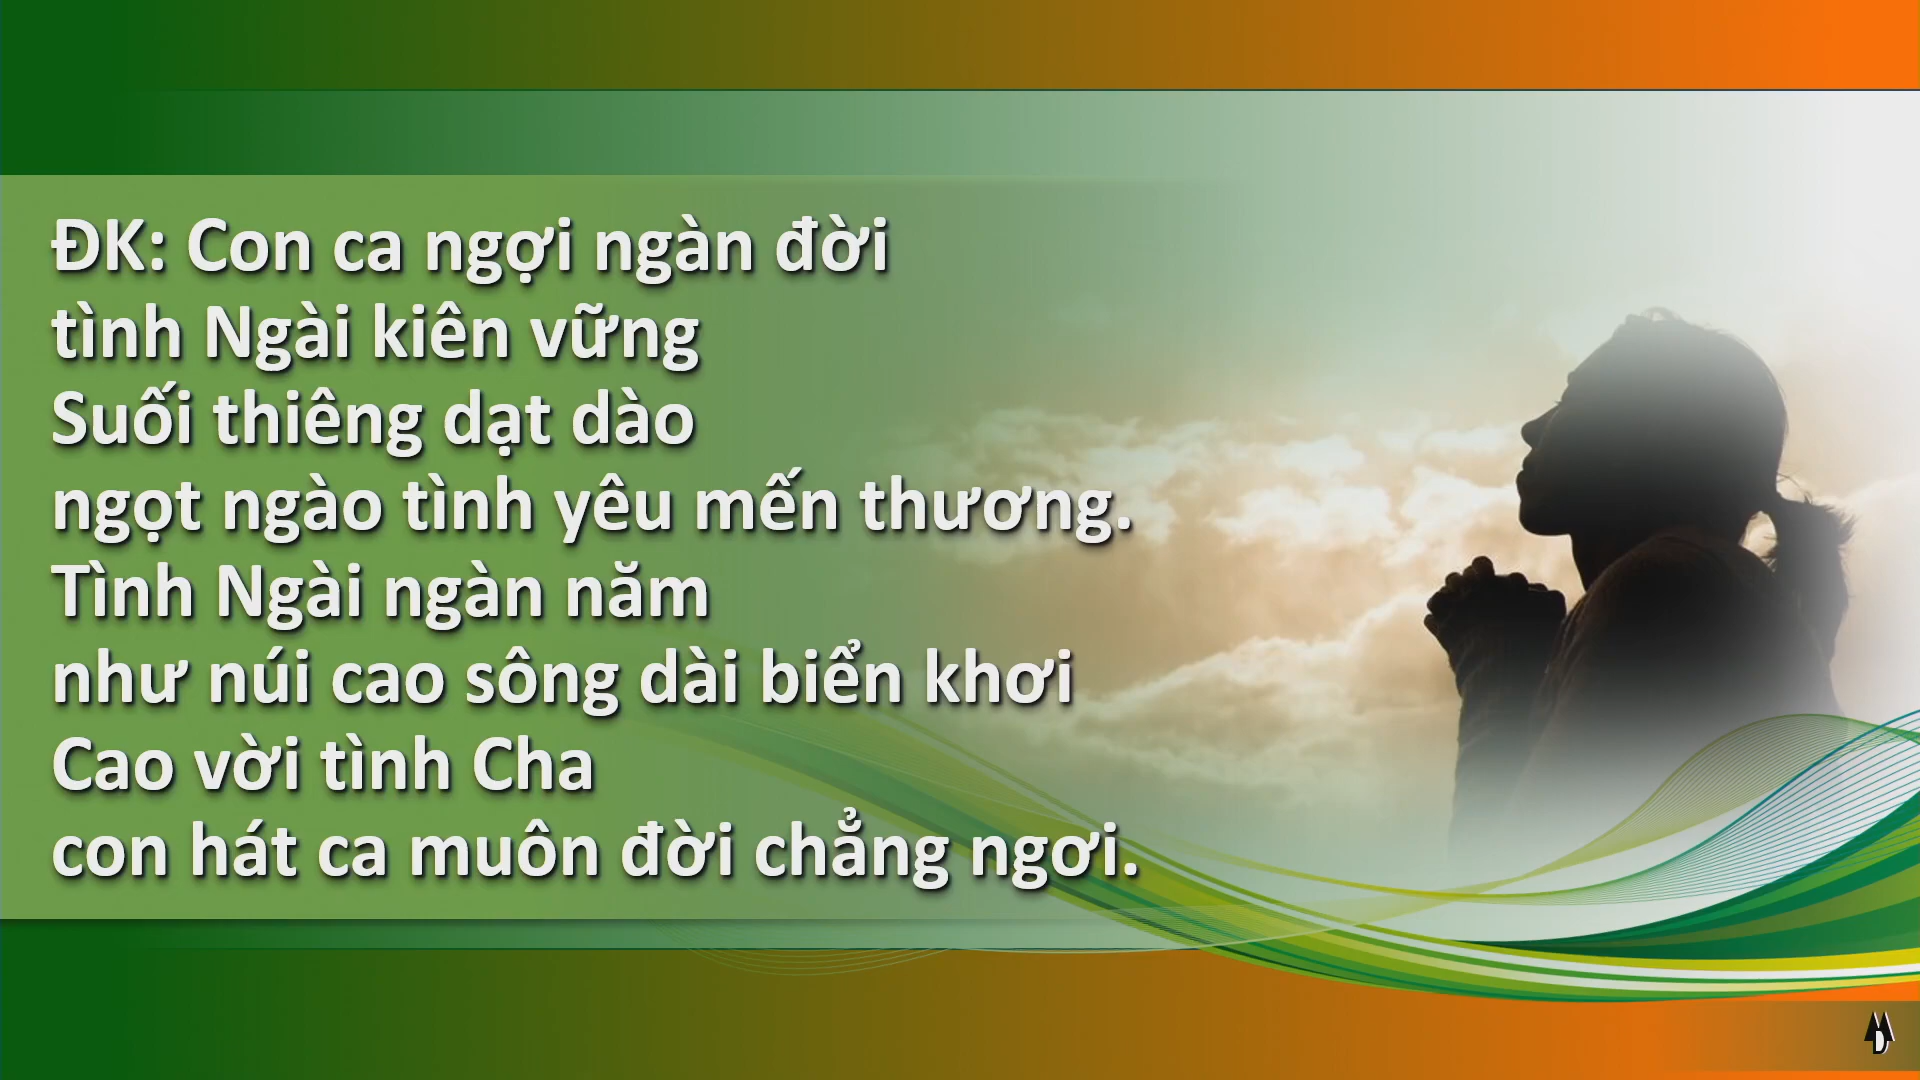 ĐK: Con ca ngợi ngàn đời
tình Ngài kiên vững
Suối thiêng dạt dào
ngọt ngào tình yêu mến thương.
Tình Ngài ngàn năm
như núi cao sông dài biển khơi
Cao vời tình Cha
con hát ca muôn đời chẳng ngơi.